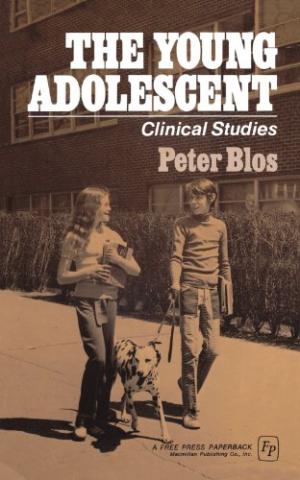 THE YOUNG
ADOLESCENT
Clinical Studies
Peter Blos
A FREE PRESS PAPERBACK
Macmillan Publishing Co., Inc.
FP